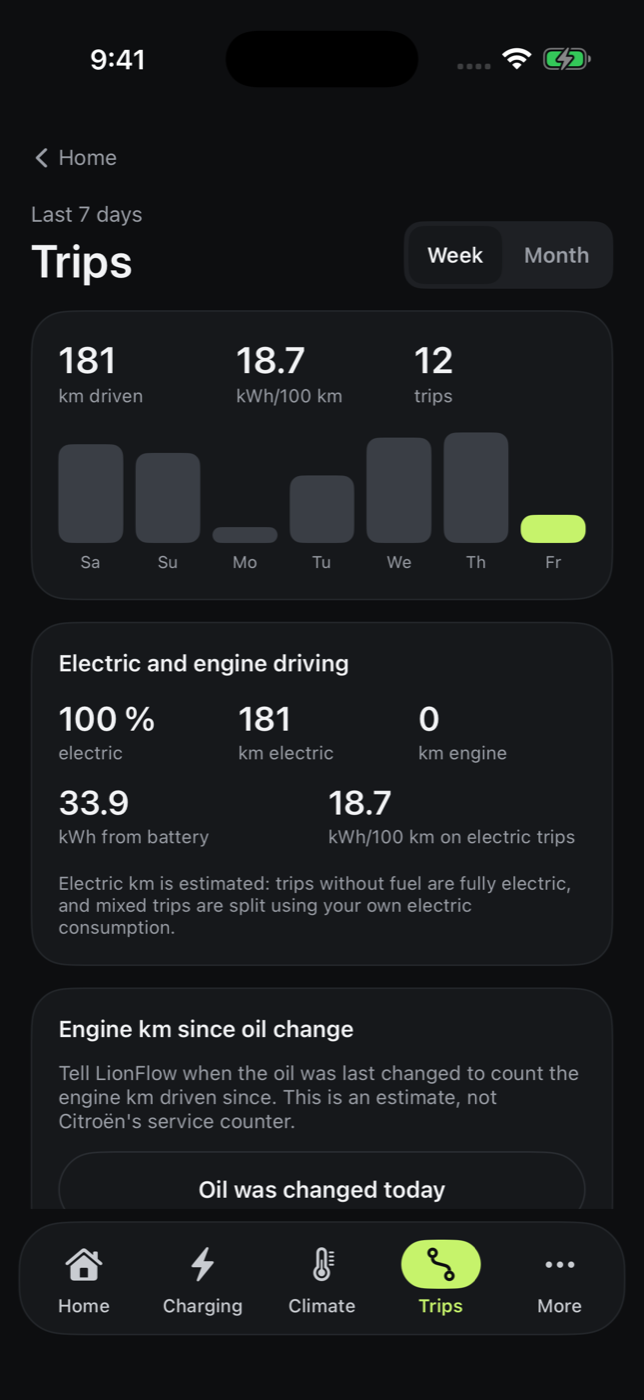 9:41
Home
Last 7 days
Trips
Week Month
181 18.7 12
km driven kWh/100 km trips
Sa Su Mo Tu We Th Fr
Electric and engine driving
100 % 181 0
electric km electric km engine
33.9 18.7
kWh from battery kWh/100 km on electric trips
Electric km is estimated: trips without fuel are fully electric,
and mixed trips are split using your own electric
consumption.
Engine km since oil change
Tell LionFlow when the oil was last changed to count the
engine km driven since. This is an estimate, not
Citroën's service counter.
Oil was changed today
Home Charging Climate Trips More